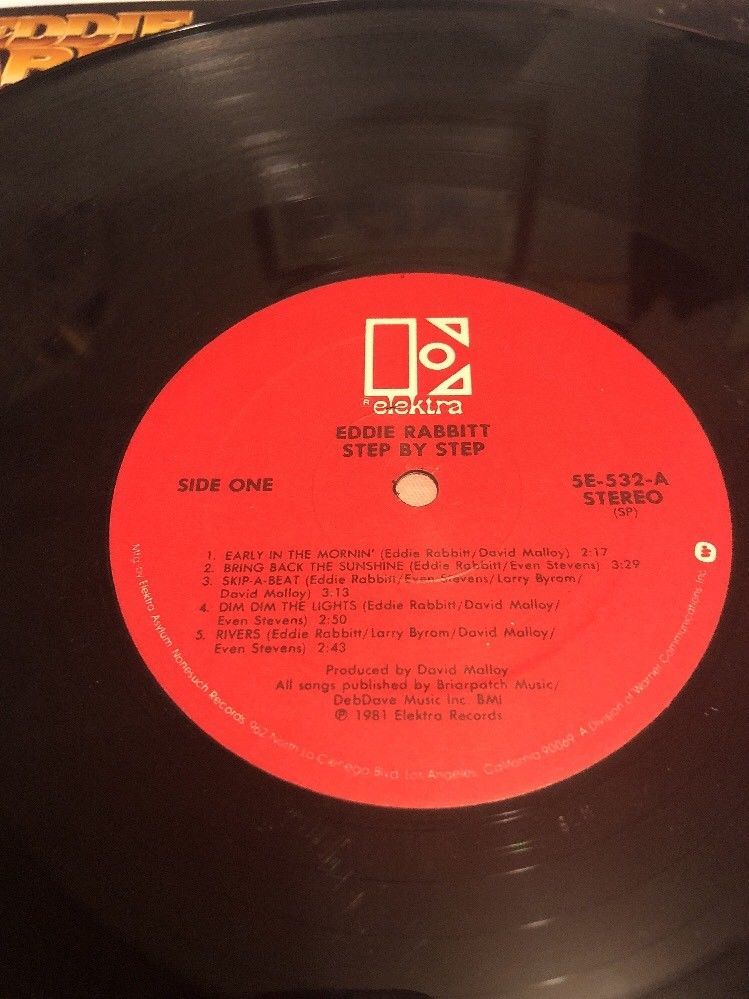 EDDIE
® elektra
EDDIE RABBITT
STEP BY STEP
SIDE ONE
5E-532-A
STEREO
(SP)
1. EARLY IN THE MORNIN' (Eddie Rabbitt/David Malloy) 2:17
2. BRING BACK THE SUNSHINE (Eddie Rabbitt/Even Stevens) 3:29
3. SKIP-A-BEAT (Eddie Rabbitt/Even Stevens/Larry Byrom/
David Malloy) 3:13
4. DIM DIM THE LIGHTS (Eddie Rabbitt/David Malloy/
Even Stevens) 2:50
5. RIVERS (Eddie Rabbitt/Larry Byrom/David Malloy/
Even Stevens) 2:43
Produced by David Malloy
All songs published by Briarpatch Music/
DebDave Music Inc. BMI
℗ 1981 Elektra Records
Mfg. by Elektra/Asylum/Nonesuch Records, 962 North La Cienega Blvd. Los Angeles, California 90069. A Division of Warner Communications Inc.